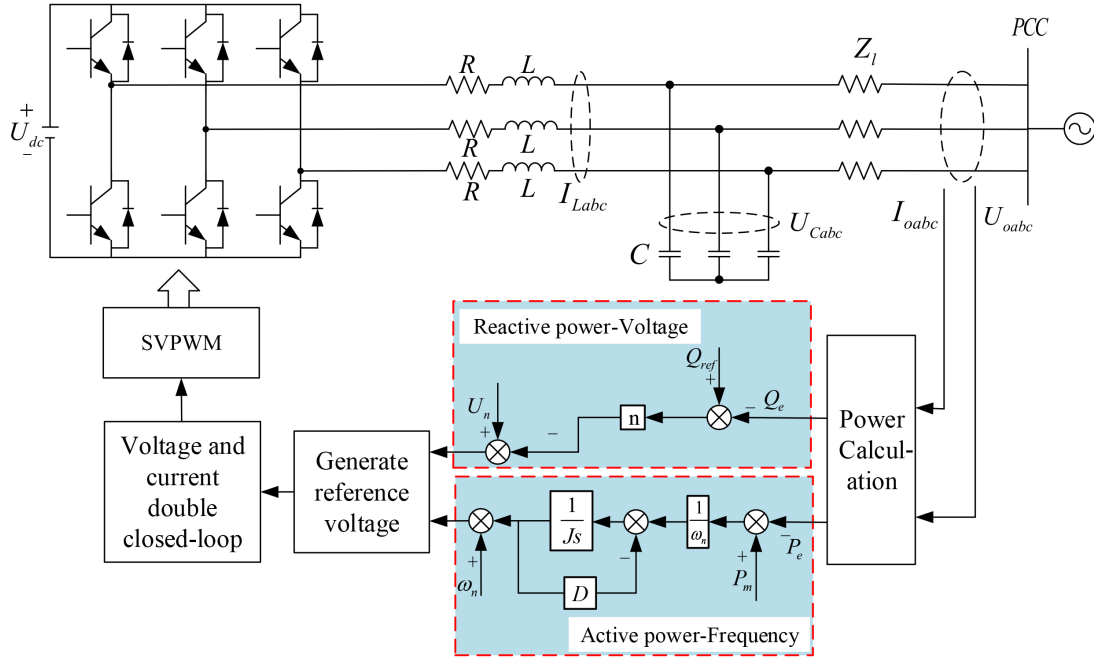 PCC
R
L
Z_l
+
U_dc
−
R
L
R
L
I_Labc
U_Cabc
I_oabc
U_oabc
C
Reactive power-Voltage
SVPWM
Q_ref
+
U_n
+
−
n
−
Q_e
Power
Calcul-
ation
Voltage and
current
double
closed-loop
Generate
reference
voltage
1
Js
1
ω_n
−
−
P_e
+
ω_n
D
+
P_m
Active power-Frequency